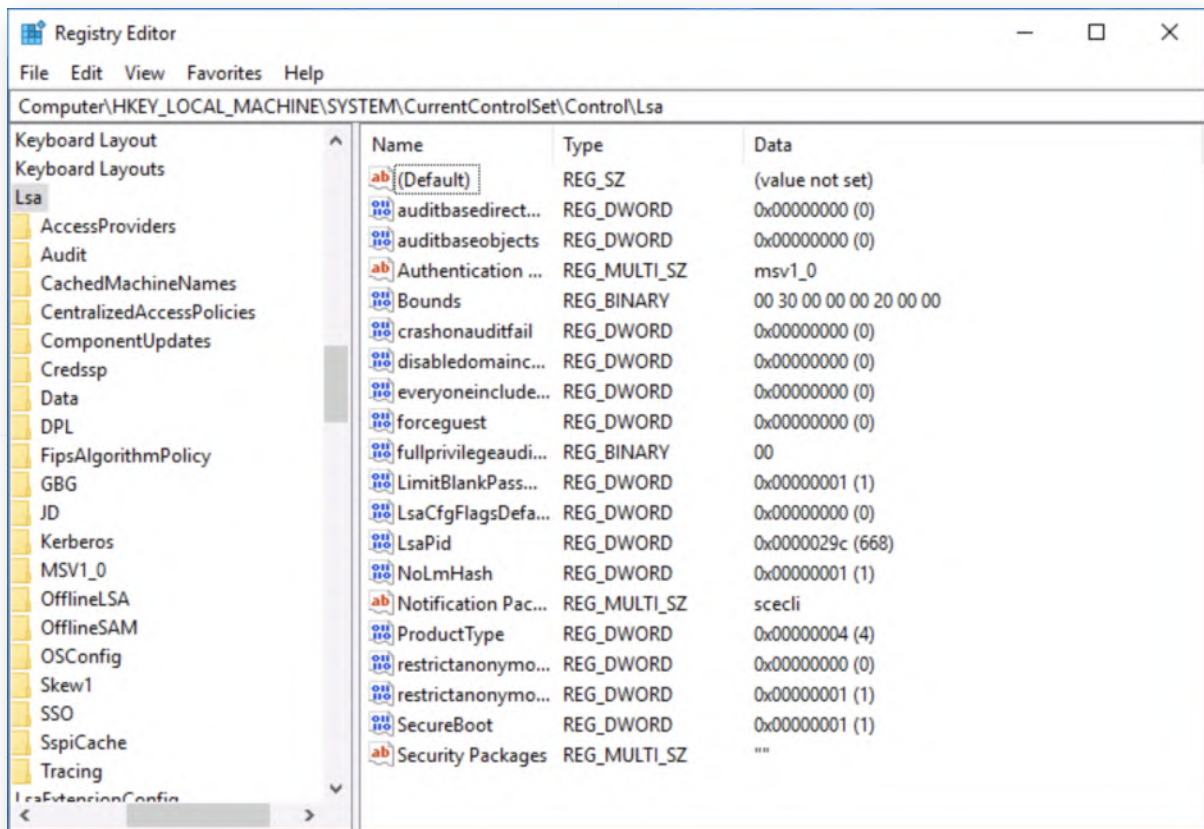 Registry Editor
File Edit View Favorites Help
Computer\HKEY_LOCAL_MACHINE\SYSTEM\CurrentControlSet\Control\Lsa
Keyboard Layout
Keyboard Layouts
Lsa
AccessProviders
Audit
CachedMachineNames
CentralizedAccessPolicies
ComponentUpdates
Credssp
Data
DPL
FipsAlgorithmPolicy
GBG
JD
Kerberos
MSV1_0
OfflineLSA
OfflineSAM
OSConfig
Skew1
SSO
SspiCache
Tracing
LsaExtensionConfig
Name Type Data
(Default) REG_SZ (value not set)
auditbasedirect... REG_DWORD 0x00000000 (0)
auditbaseobjects REG_DWORD 0x00000000 (0)
Authentication ... REG_MULTI_SZ msv1_0
Bounds REG_BINARY 00 30 00 00 00 20 00 00
crashonauditfail REG_DWORD 0x00000000 (0)
disabledomainc... REG_DWORD 0x00000000 (0)
everyoneinclude... REG_DWORD 0x00000000 (0)
forceguest REG_DWORD 0x00000000 (0)
fullprivilegeaudi... REG_BINARY 00
LimitBlankPass... REG_DWORD 0x00000001 (1)
LsaCfgFlagsDefa... REG_DWORD 0x00000000 (0)
LsaPid REG_DWORD 0x0000029c (668)
NoLmHash REG_DWORD 0x00000001 (1)
Notification Pac... REG_MULTI_SZ scecli
ProductType REG_DWORD 0x00000004 (4)
restrictanonymo... REG_DWORD 0x00000000 (0)
restrictanonymo... REG_DWORD 0x00000001 (1)
SecureBoot REG_DWORD 0x00000001 (1)
Security Packages REG_MULTI_SZ ""